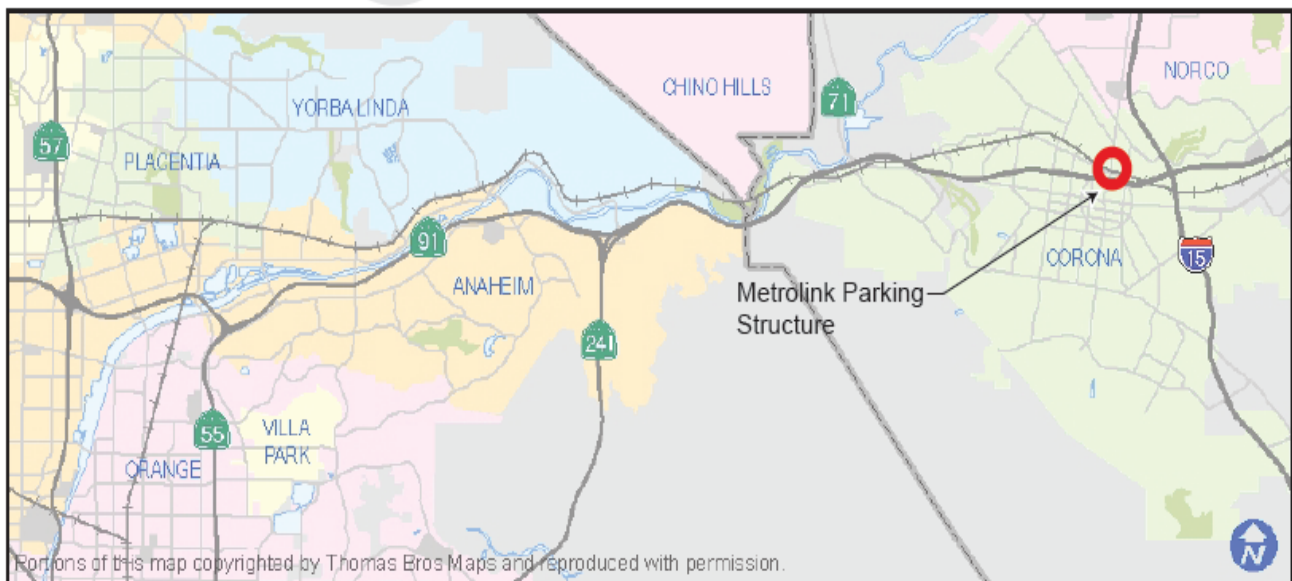 CHINO HILLS
NORCO
71
YORBA LINDA
57
PLACENTIA
91
ANAHEIM
CORONA
15
Metrolink Parking
Structure
241
55
VILLA
PARK
ORANGE
Portions of this map copyrighted by Thomas Bros Maps and reproduced with permission.
N